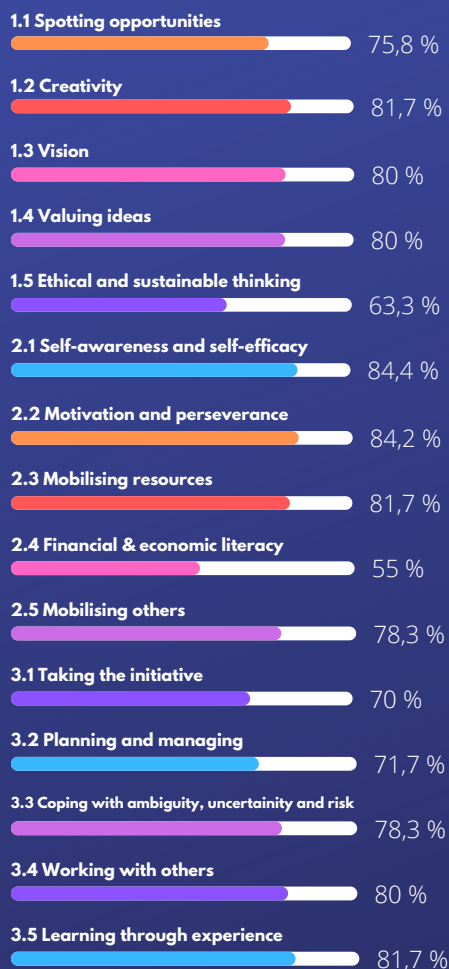 1.1 Spotting opportunities
75,8 %
1.2 Creativity
81,7 %
1.3 Vision
80 %
1.4 Valuing ideas
80 %
1.5 Ethical and sustainable thinking
63,3 %
2.1 Self-awareness and self-efficacy
84,4 %
2.2 Motivation and perseverance
84,2 %
2.3 Mobilising resources
81,7 %
2.4 Financial & economic literacy
55 %
2.5 Mobilising others
78,3 %
3.1 Taking the initiative
70 %
3.2 Planning and managing
71,7 %
3.3 Coping with ambiguity, uncertainity and risk
78,3 %
3.4 Working with others
80 %
3.5 Learning through experience
81,7 %